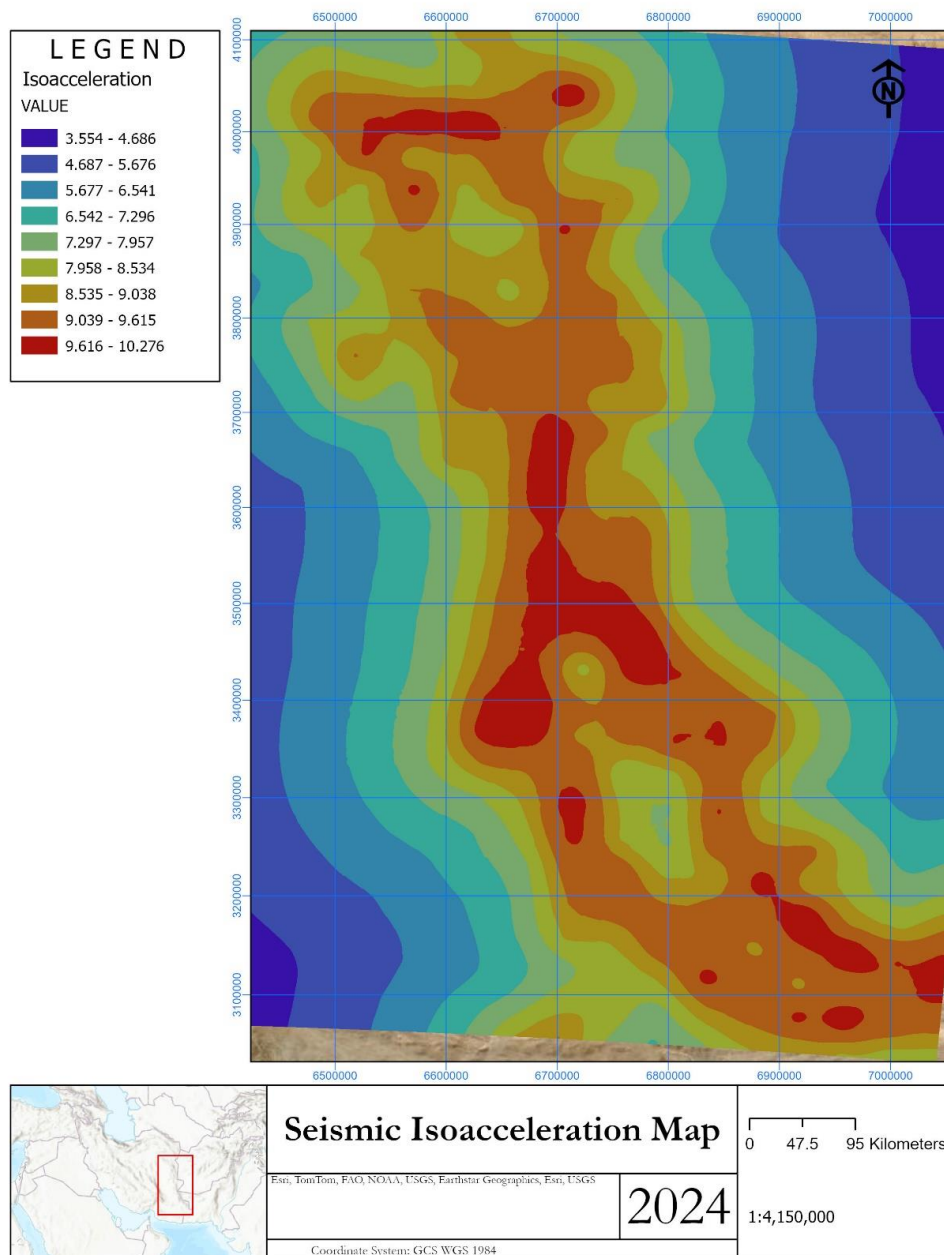 6500000 6600000 6700000 6800000 6900000 7000000
LEGEND
Isoacceleration
VALUE
3.554 - 4.686
4.687 - 5.676
5.677 - 6.541
6.542 - 7.296
7.297 - 7.957
7.958 - 8.534
8.535 - 9.038
9.039 - 9.615
9.616 - 10.276
4100000
4000000
3900000
3800000
3700000
3600000
3500000
3400000
3300000
3200000
3100000
N
6500000 6600000 6700000 6800000 6900000 7000000
Seismic Isoacceleration Map
Esri, TomTom, FAO, NOAA, USGS, Earthstar Geographics, Esri, USGS
2024
Coordinate System: GCS WGS 1984
0 47.5 95 Kilometers
1:4,150,000